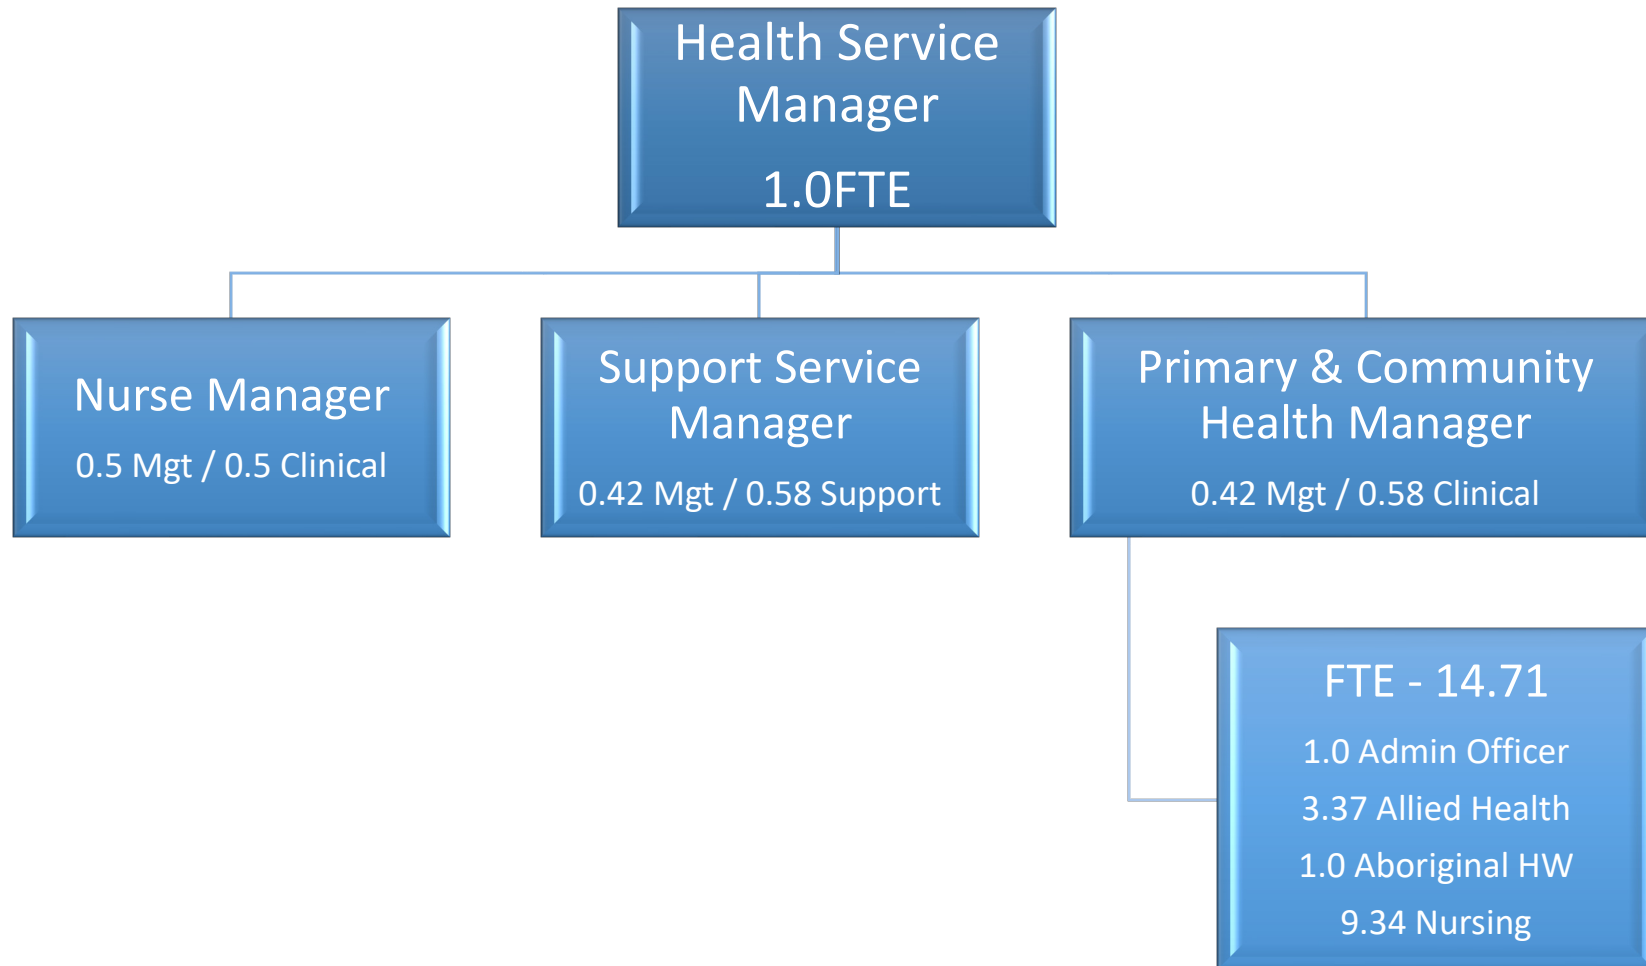 Health Service
Manager
1.0FTE
Nurse Manager
0.5 Mgt / 0.5 Clinical
Support Service
Manager
0.42 Mgt / 0.58 Support
Primary & Community
Health Manager
0.42 Mgt / 0.58 Clinical
FTE - 14.71
1.0 Admin Officer
3.37 Allied Health
1.0 Aboriginal HW
9.34 Nursing